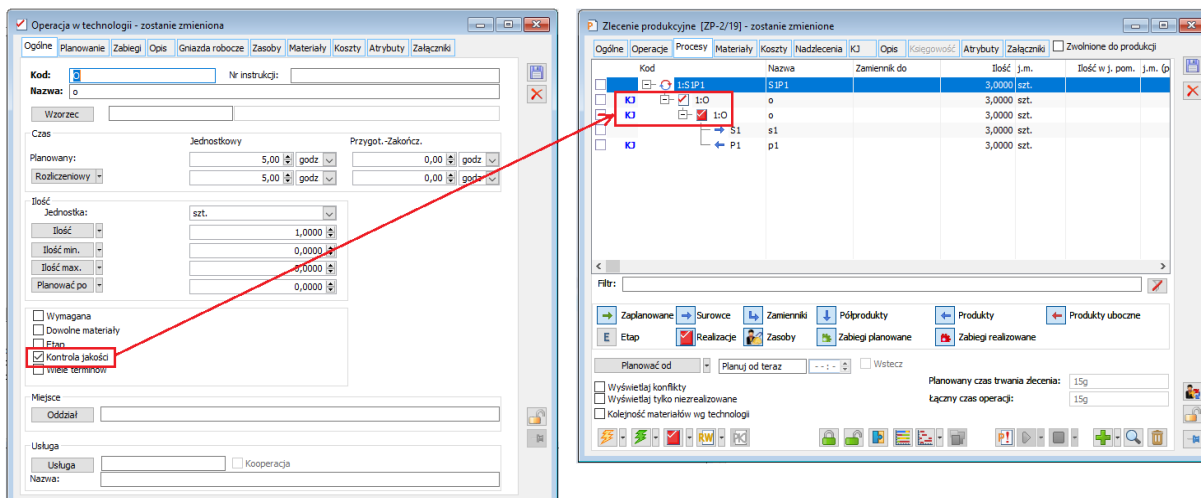 Operacja w technologii - zostanie zmieniona
Ogólne Planowanie Zabiegi Opis Gniazda robocze Zasoby Materiały Koszty Atrybuty Załączniki
Kod: O Nr instrukcji:
Nazwa: o
Wzorzec
Czas
Jednostkowy Przygot.-Zakończ.
Planowany: 5,00 godz 0,00 godz
Rozliczeniowy 5,00 godz 0,00 godz
Ilość
Jednostka: szt.
Ilość 1,0000
Ilość min. 0,0000
Ilość max. 0,0000
Planować po 0,0000
Wymagana
Dowolne materiały
Etap
Kontrola jakości
Wiele terminów
Miejsce
Oddział
Usługa
Usługa Kooperacja
Nazwa:
Zlecenie produkcyjne [ZP-2/19] - zostanie zmienione
Ogólne Operacje Procesy Materiały Koszty Nadzlecenia KJ Opis Księgowość Atrybuty Załączniki Zwolnione do produkcji
Kod Nazwa Zamiennik do Ilość j.m. Ilość w j. pom. j.m. (p
1:S1P1 S1P1 3,0000 szt.
KJ 1:O o 3,0000 szt.
KJ 1:O o 3,0000 szt.
S1 s1 3,0000 szt.
KJ P1 p1 3,0000 szt.
Filtr:
Zaplanowane Surowce Zamienniki Półprodukty Produkty Produkty uboczne
E Etap Realizacje Zasoby Zabiegi planowane Zabiegi realizowane
Planować od Planuj od teraz --:-- Wstecz
Wyświetlaj konflikty
Wyświetlaj tylko niezrealizowane
Kolejność materiałów wg technologii
Planowany czas trwania zlecenia: 15g
Łączny czas operacji: 15g
RW PK P!